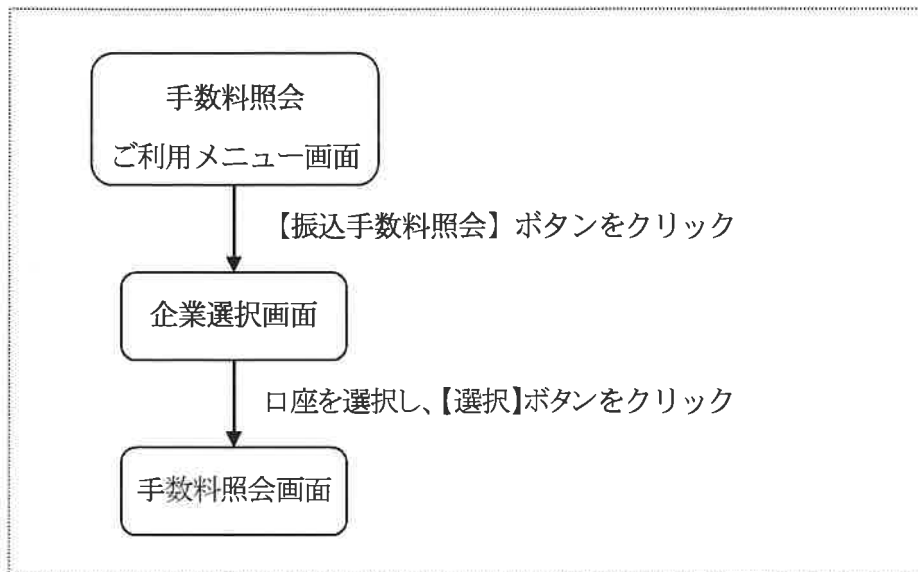 手数料照会
ご利用メニュー画面
【振込手数料照会】ボタンをクリック
企業選択画面
口座を選択し、【選択】ボタンをクリック
手数料照会画面